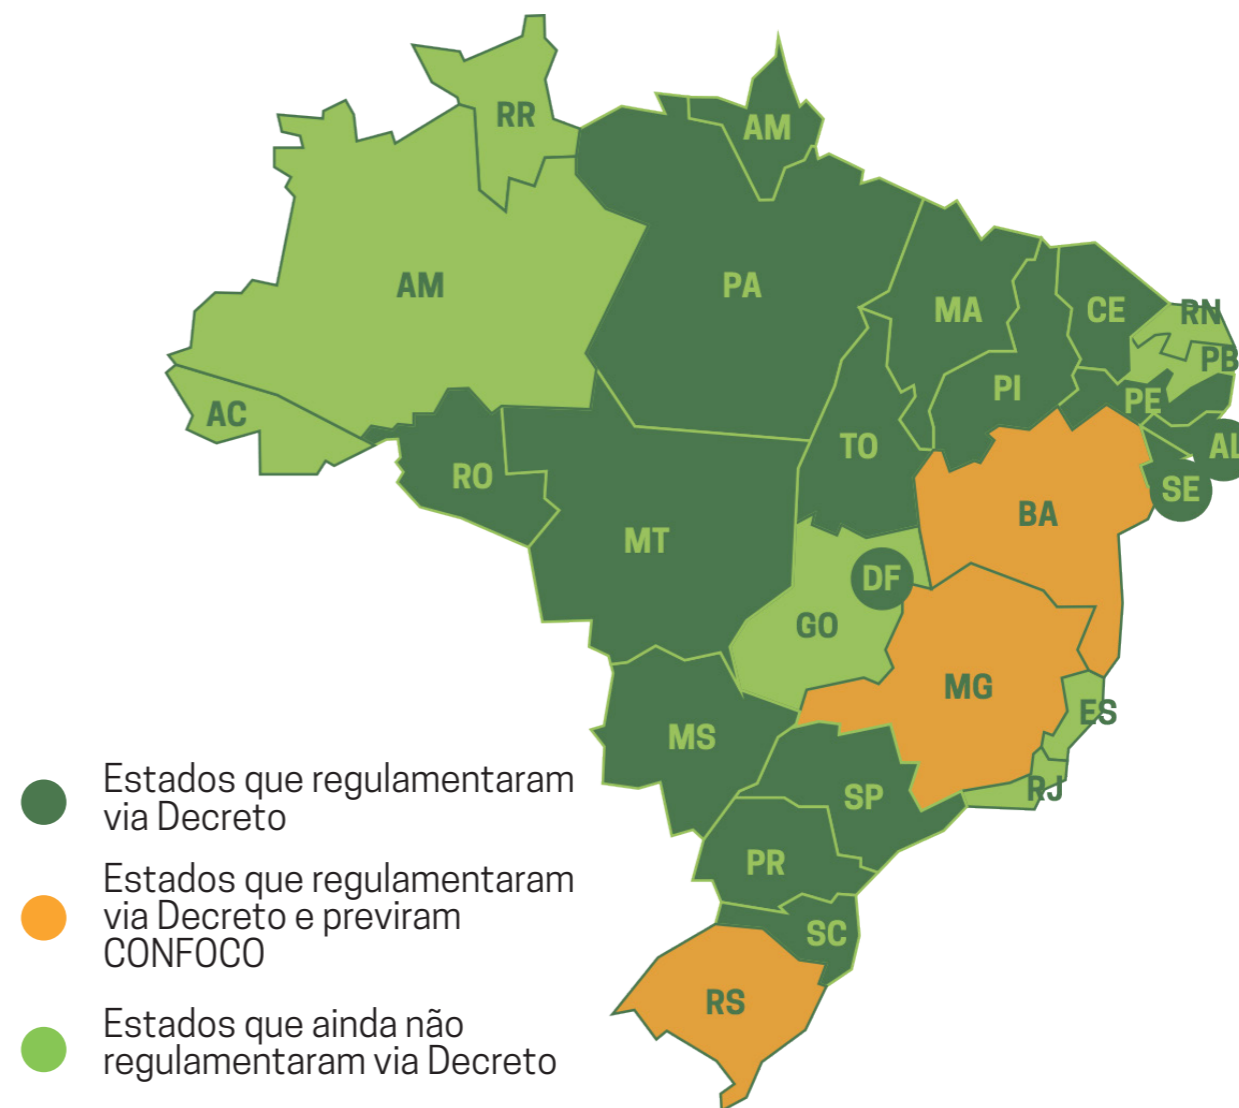 RR
AM
AM
PA
MA
CE
RN
PB
PI
PE
AC
TO
AL
RO
SE
BA
MT
DF
GO
MG
ES
MS
RJ
SP
PR
SC
RS
Estados que regulamentaram
via Decreto
Estados que regulamentaram
via Decreto e previram
CONFOCO
Estados que ainda não
regulamentaram via Decreto